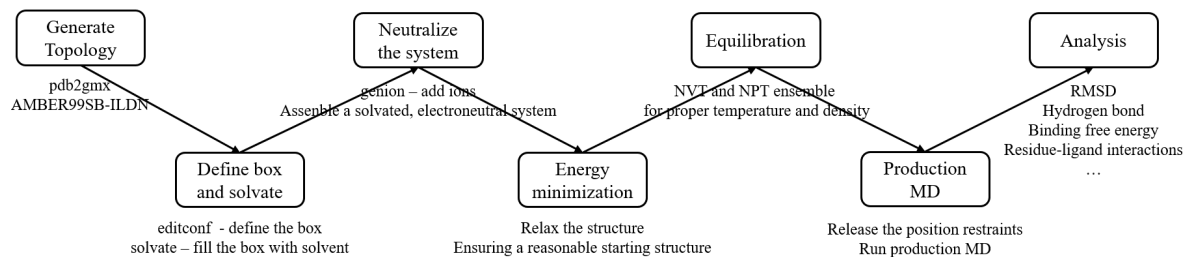 Generate
Topology
pdb2gmx
AMBER99SB-ILDN
Define box
and solvate
editconf - define the box
solvate – fill the box with solvent
Neutralize
the system
genion – add ions
Assenble a solvated, electroneutral system
Energy
minimization
Relax the structure
Ensuring a reasonable starting structure
Equilibration
NVT and NPT ensemble
for proper temperature and density
Production
MD
Release the position restraints
Run production MD
Analysis
RMSD
Hydrogen bond
Binding free energy
Residue-ligand interactions
…